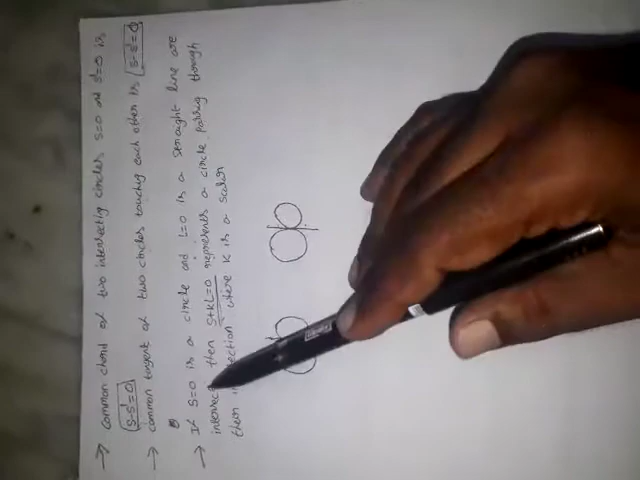 → common chord of two intersecting circles S=0 and S'=0 is
S-S'=0
→ common tangent of two circles touching each other is S-S'=0
→ If S=0 is a circle and L=0 is a straight line are
intersect then S+KL=0 represents a circle passing through
their section where K is a scalar